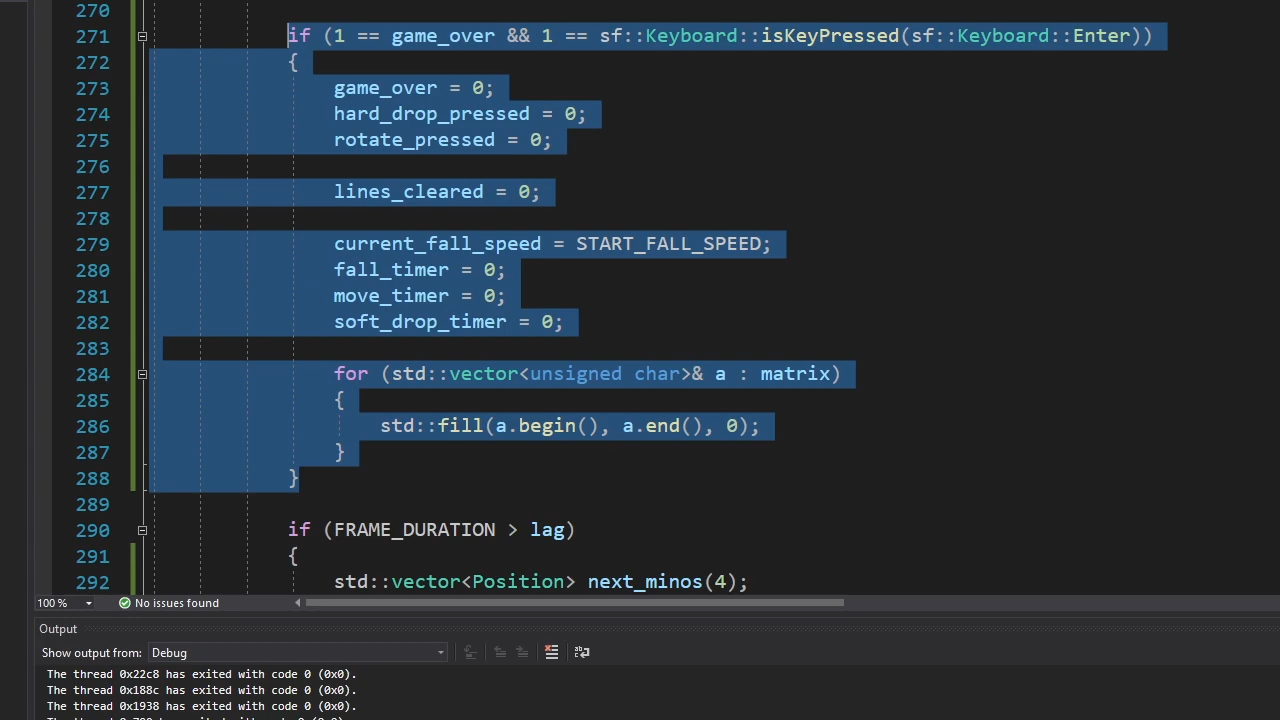 270
271 if (1 == game_over && 1 == sf::Keyboard::isKeyPressed(sf::Keyboard::Enter))
272 {
273 game_over = 0;
274 hard_drop_pressed = 0;
275 rotate_pressed = 0;
276
277 lines_cleared = 0;
278
279 current_fall_speed = START_FALL_SPEED;
280 fall_timer = 0;
281 move_timer = 0;
282 soft_drop_timer = 0;
283
284 for (std::vector<unsigned char>& a : matrix)
285 {
286 std::fill(a.begin(), a.end(), 0);
287 }
288 }
289
290 if (FRAME_DURATION > lag)
291 {
292 std::vector<Position> next_minos(4);
100 % No issues found
Output
Show output from: Debug
The thread 0x22c8 has exited with code 0 (0x0).
The thread 0x188c has exited with code 0 (0x0).
The thread 0x1938 has exited with code 0 (0x0).